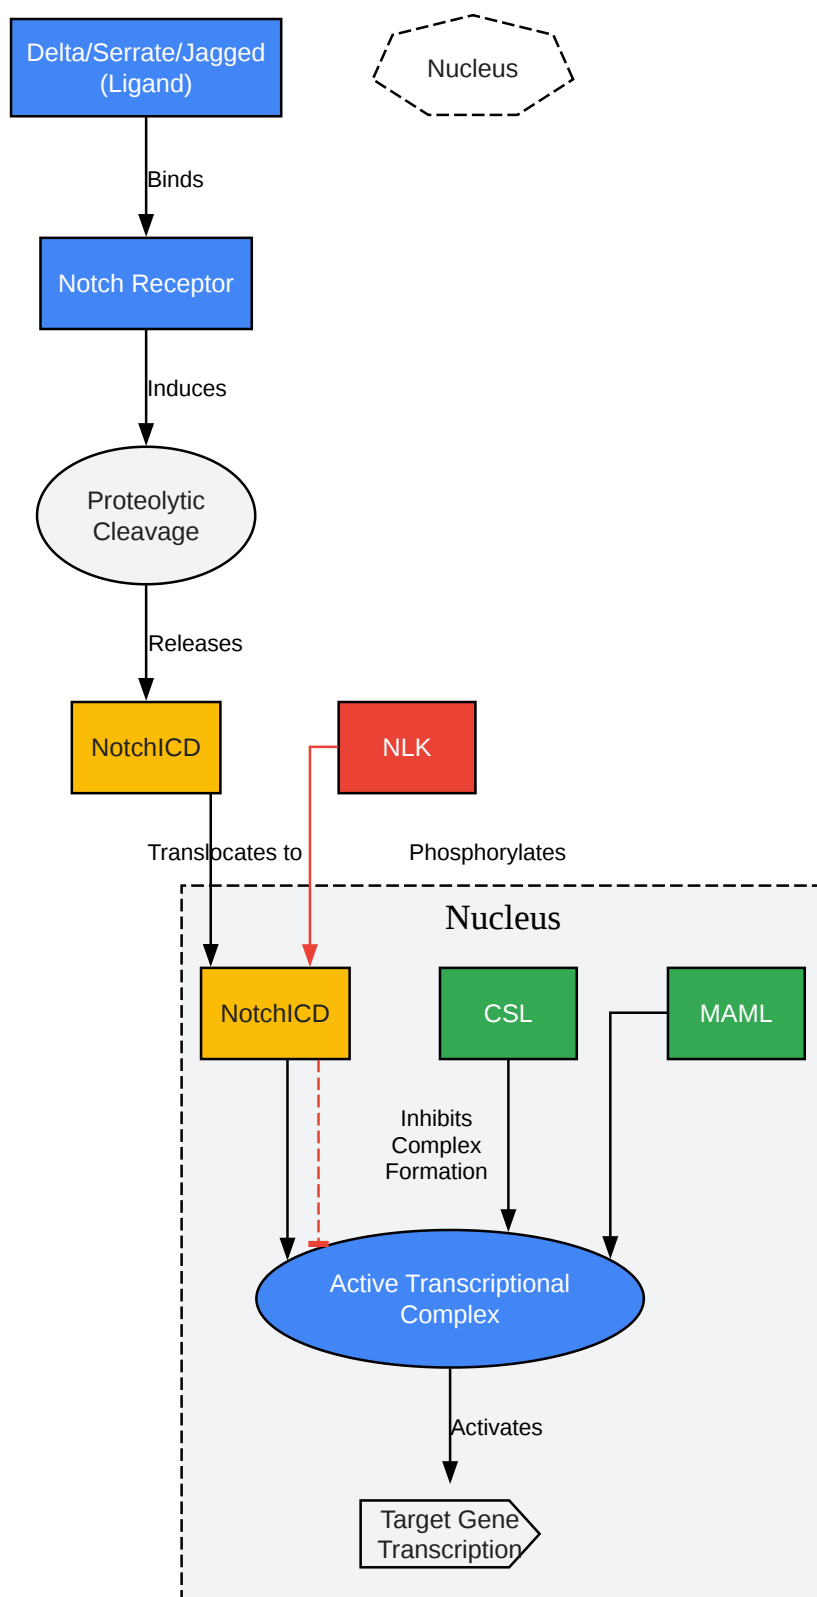 Delta/Serrate/Jagged
(Ligand)
Nucleus
Binds
Notch Receptor
Induces
Proteolytic
Cleavage
Releases
NotchICD
NLK
Translocates to
Phosphorylates
Nucleus
NotchICD
CSL
MAML
Inhibits
Complex
Formation
Active Transcriptional
Complex
Activates
Target Gene
Transcription